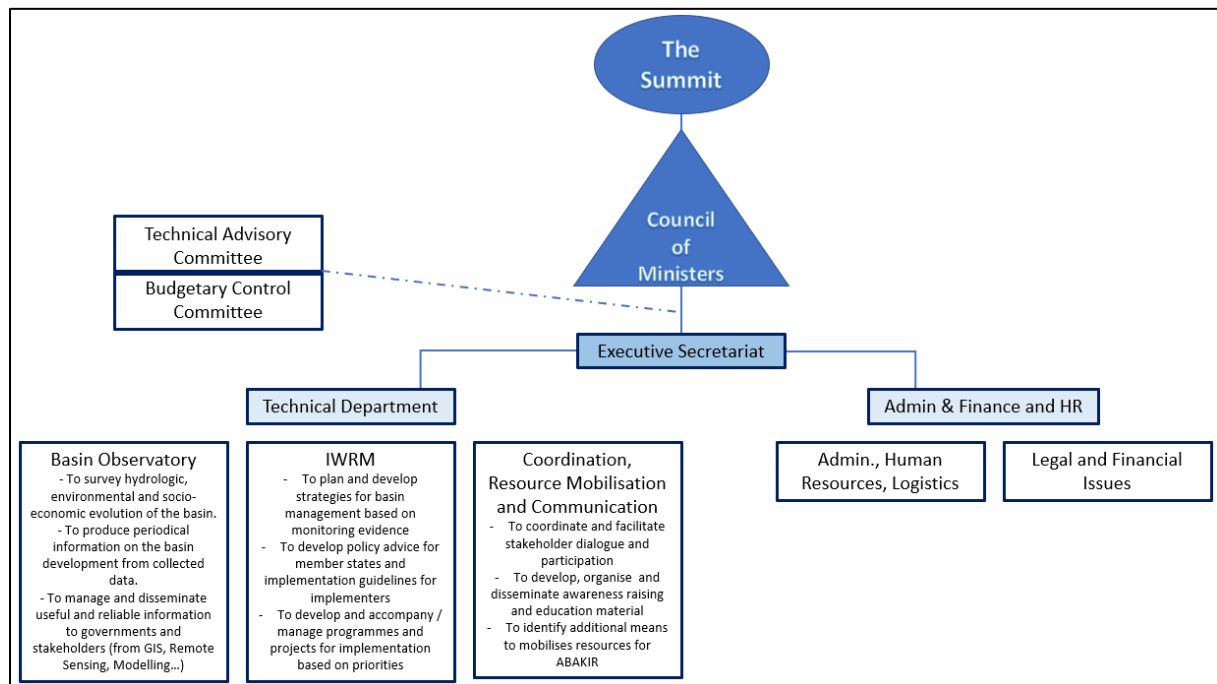 The
Summit
Council
of
Ministers
Technical Advisory
Committee
Budgetary Control
Committee
Executive Secretariat
Technical Department
Admin & Finance and HR
Basin Observatory
- To survey hydrologic,
environmental and socio-
economic evolution of the basin.
- To produce periodical
information on the basin
development from collected
data.
- To manage and disseminate
useful and reliable information
to governments and
stakeholders (from GIS, Remote
Sensing, Modelling…)
IWRM
- To plan and develop
strategies for basin
management based on
monitoring evidence
- To develop policy advice for
member states and
implementation guidelines for
implementers
- To develop and accompany /
manage programmes and
projects for implementation
based on priorities
Coordination,
Resource Mobilisation
and Communication
- To coordinate and facilitate
stakeholder dialogue and
participation
- To develop, organise and
disseminate awareness raising
and education material
- To identify additional means
to mobilises resources for
ABAKIR
Admin., Human
Resources, Logistics
Legal and Financial
Issues